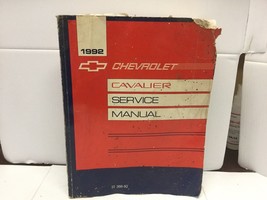 1992
CHEVROLET
CAVALIER
SERVICE
MANUAL